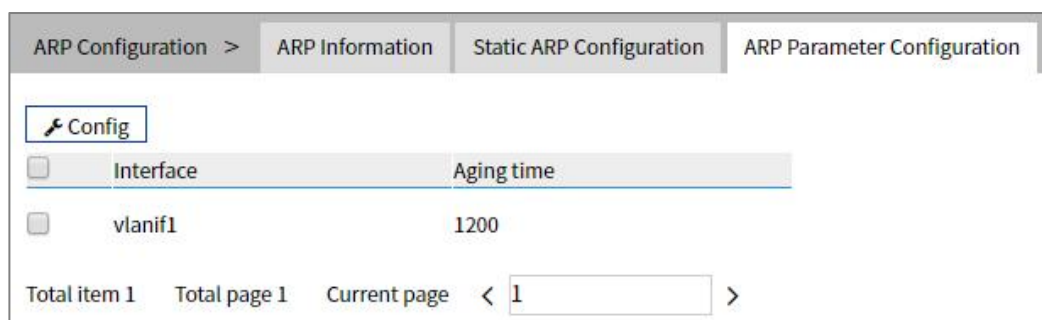 ARP Configuration > ARP Information Static ARP Configuration ARP Parameter Configuration
Config
Interface Aging time
vlanif1 1200
Total item 1 Total page 1 Current page < 1 >